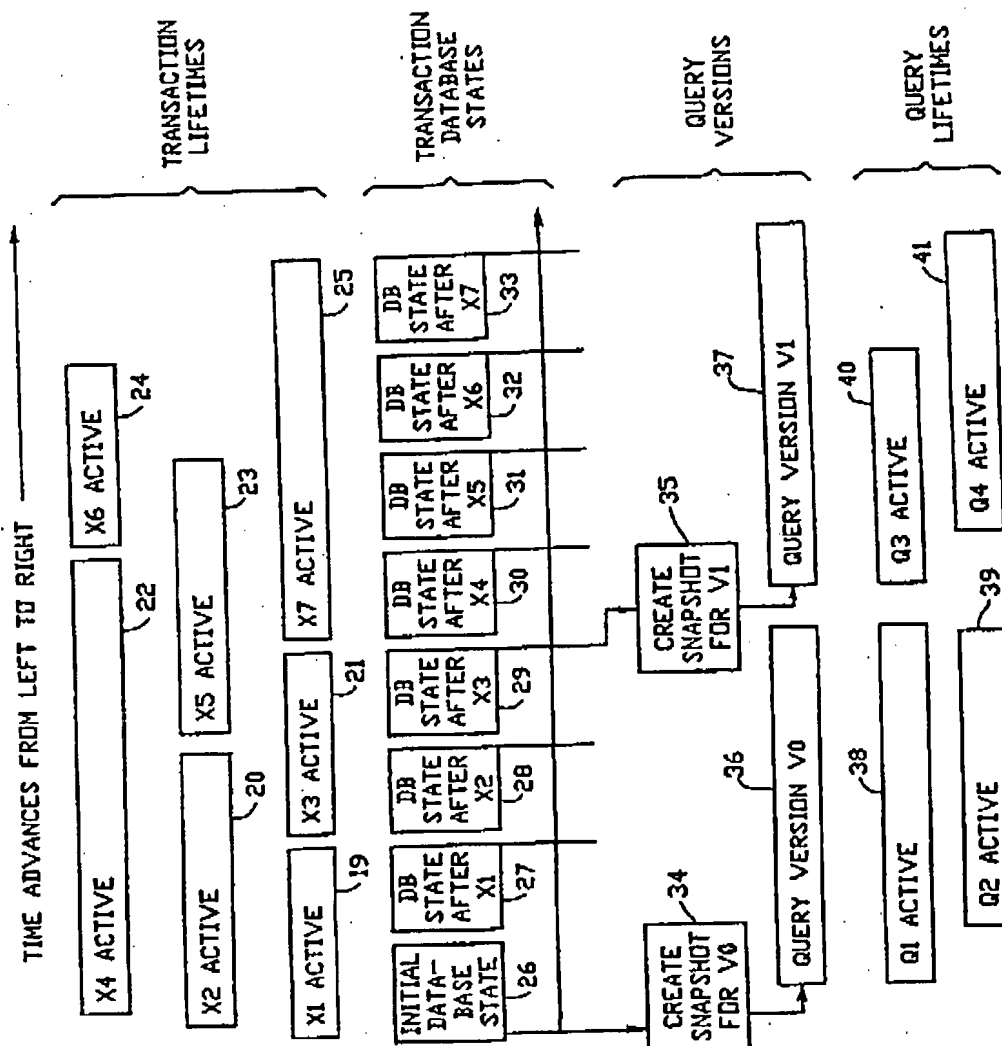 TIME ADVANCES FROM LEFT TO RIGHT
X4 ACTIVE
22
X6 ACTIVE
24
X2 ACTIVE
20
X5 ACTIVE
23
X1 ACTIVE
19
X3 ACTIVE
21
X7 ACTIVE
25
TRANSACTION
LIFETIMES
INITIAL
DATA-
BASE
STATE
26
DB
STATE
AFTER
X1
27
DB
STATE
AFTER
X2
28
DB
STATE
AFTER
X3
29
DB
STATE
AFTER
X4
30
DB
STATE
AFTER
X5
31
DB
STATE
AFTER
X6
32
DB
STATE
AFTER
X7
33
TRANSACTION
DATABASE
STATES
CREATE
SNAPSHOT
FOR V0
34
CREATE
SNAPSHOT
FOR V1
35
QUERY VERSION V0
36
QUERY VERSION V1
37
QUERY
VERSIONS
Q1 ACTIVE
38
Q3 ACTIVE
40
Q2 ACTIVE
39
Q4 ACTIVE
41
QUERY
LIFETIMES